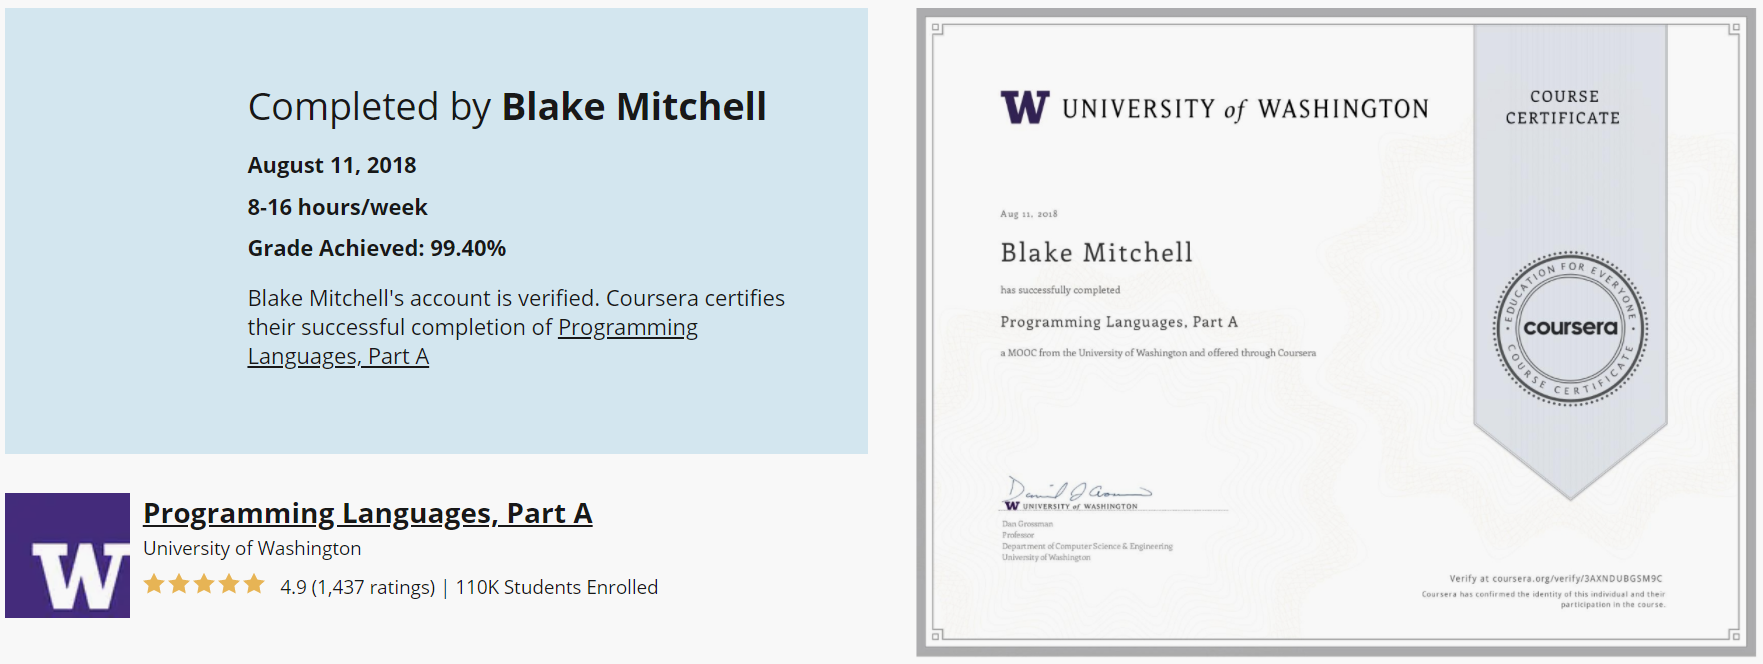 Completed by Blake Mitchell
August 11, 2018
8-16 hours/week
Grade Achieved: 99.40%
Blake Mitchell's account is verified. Coursera certifies
their successful completion of Programming
Languages, Part A
W
Programming Languages, Part A
University of Washington
4.9 (1,437 ratings) | 110K Students Enrolled
W UNIVERSITY of WASHINGTON
COURSE
CERTIFICATE
Aug 11, 2018
Blake Mitchell
has successfully completed
Programming Languages, Part A
a MOOC from the University of Washington and offered through Coursera
EDUCATION FOR EVERYONE
coursera
COURSE CERTIFICATE
W UNIVERSITY of WASHINGTON
Dan Grossman
Professor
Department of Computer Science & Engineering
University of Washington
Verify at coursera.org/verify/3AXNDUBGSM9C
Coursera has confirmed the identity of this individual and their
participation in the course.